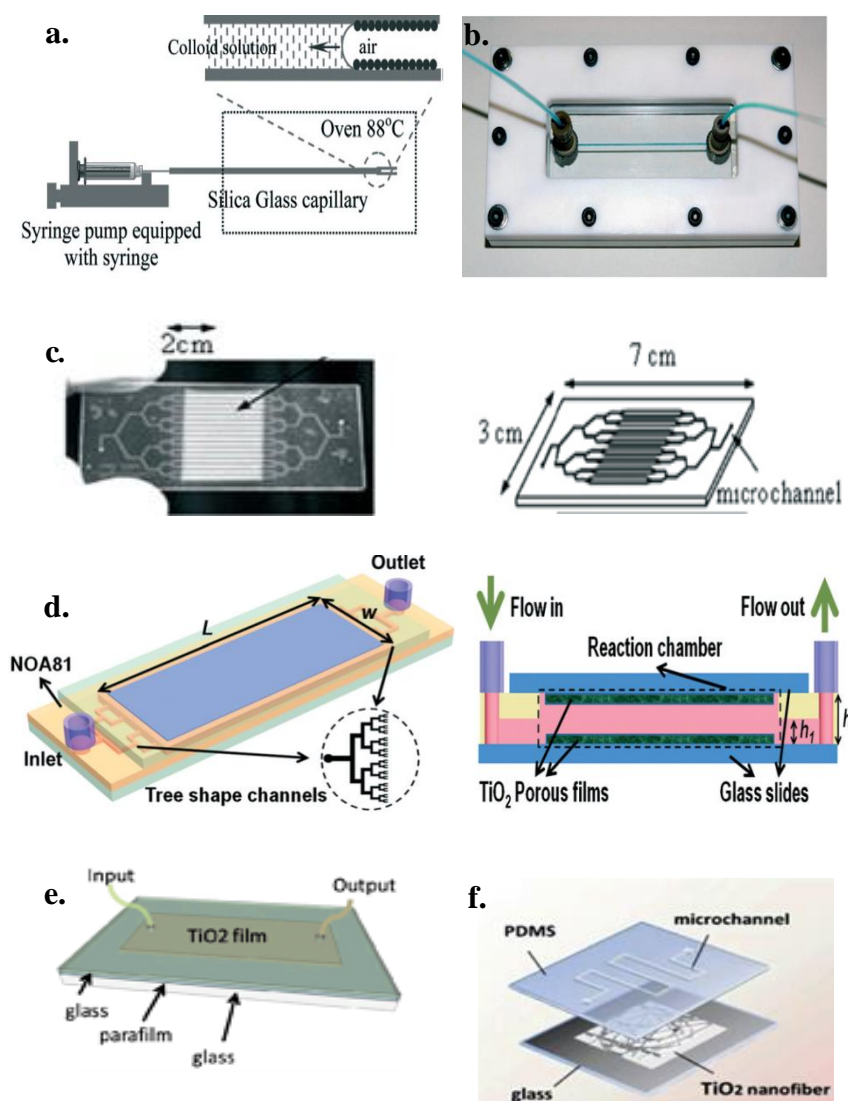 a.
Colloid solution
air
Oven 88°C
Silica Glass capillary
Syringe pump equipped
with syringe
b.
c.
2cm
7 cm
3 cm
microchannel
d.
Outlet
L
w
NOA81
Inlet
Tree shape channels
Flow in
Flow out
Reaction chamber
h
h₁
TiO₂ Porous films
Glass slides
e.
Input
Output
TiO2 film
glass
parafilm
glass
f.
PDMS
microchannel
glass
TiO₂ nanofiber